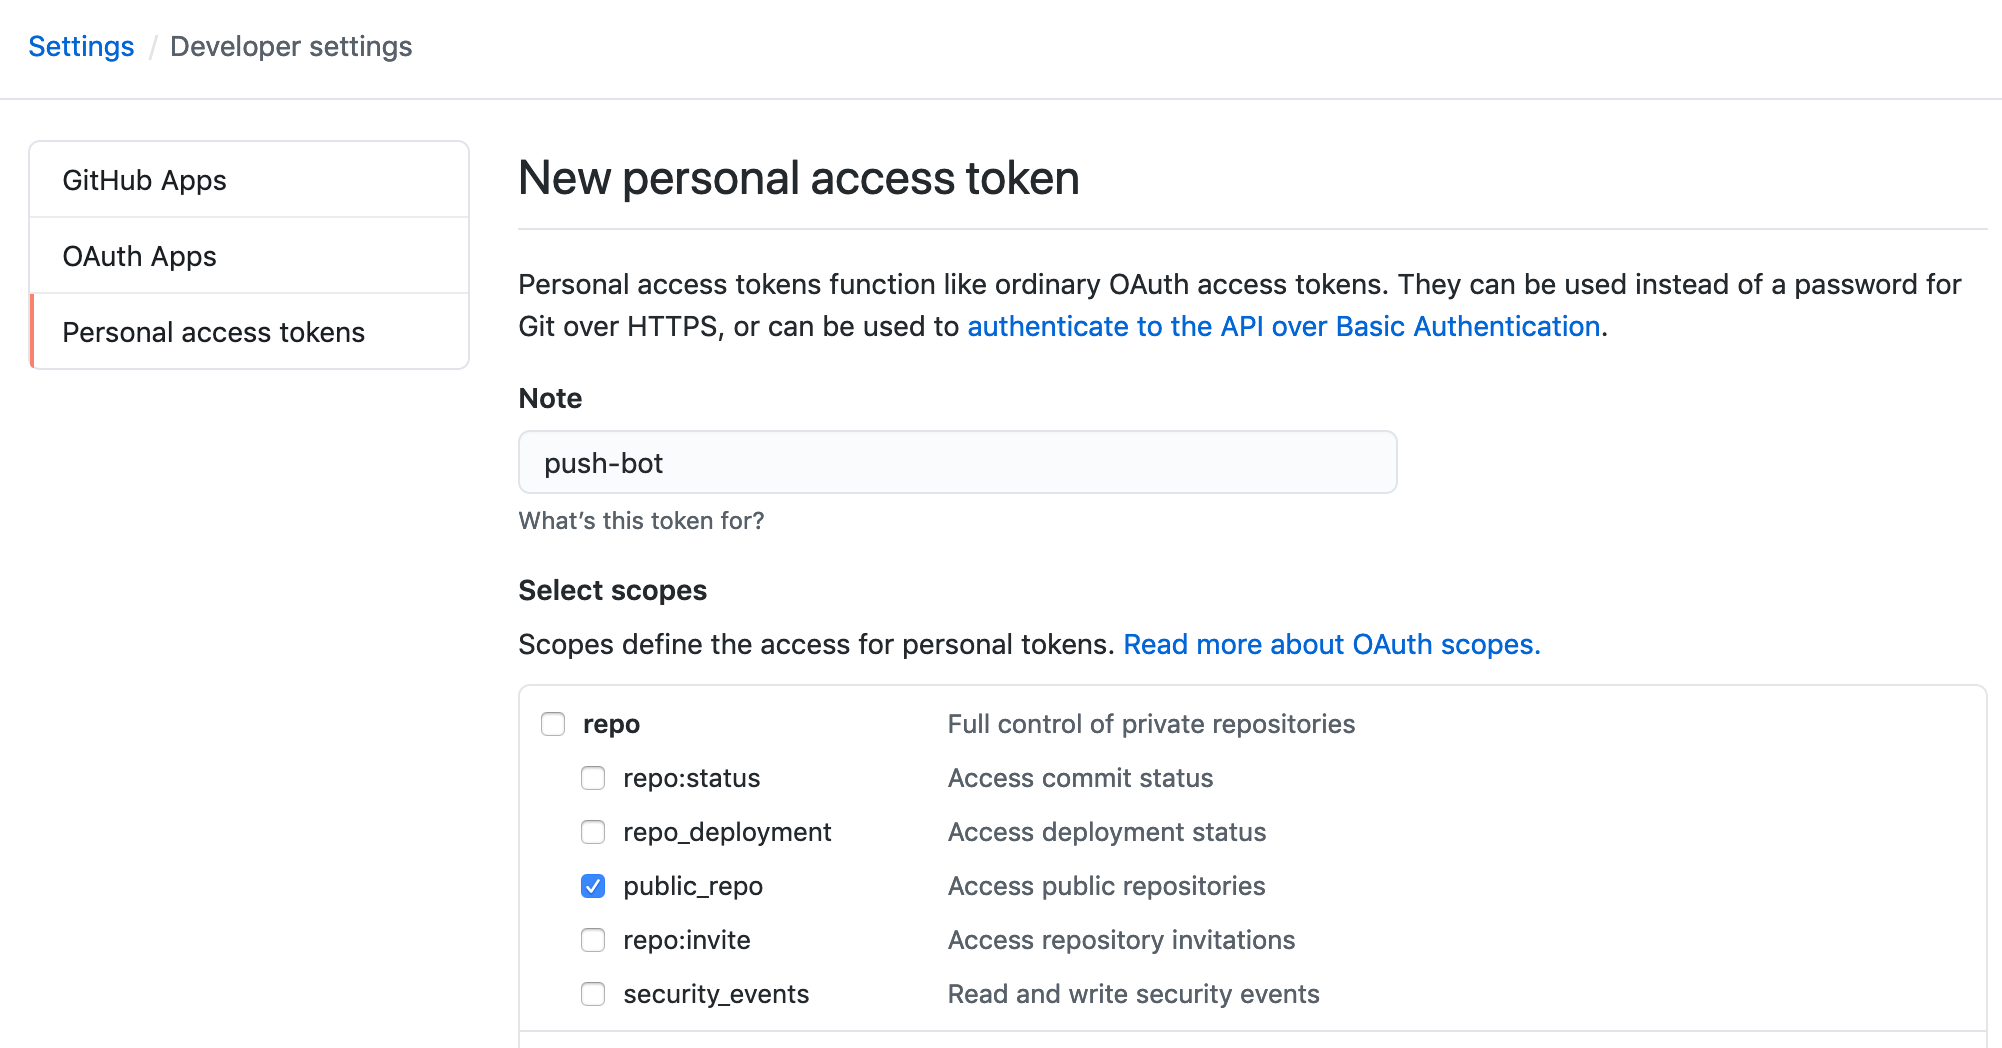 Settings / Developer settings
GitHub Apps
OAuth Apps
Personal access tokens
New personal access token
Personal access tokens function like ordinary OAuth access tokens. They can be used instead of a password for
Git over HTTPS, or can be used to authenticate to the API over Basic Authentication.
Note
push-bot
What’s this token for?
Select scopes
Scopes define the access for personal tokens. Read more about OAuth scopes.
repo Full control of private repositories
repo:status Access commit status
repo_deployment Access deployment status
public_repo Access public repositories
repo:invite Access repository invitations
security_events Read and write security events